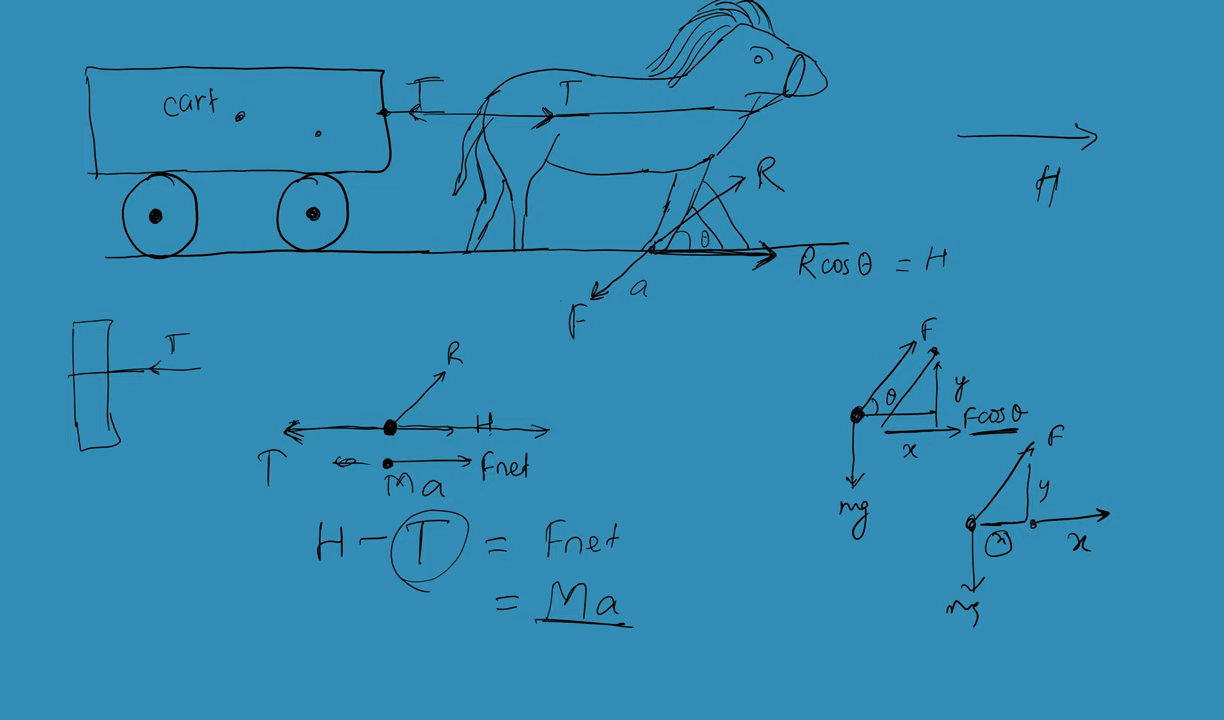 cart
T
T
R
θ
H
R cos θ = H
a
F
T
R
H
T
Fnet
Ma
H - T = Fnet
= Ma
F
θ
y
F cos θ
x
mg
F
y
x
x
mg